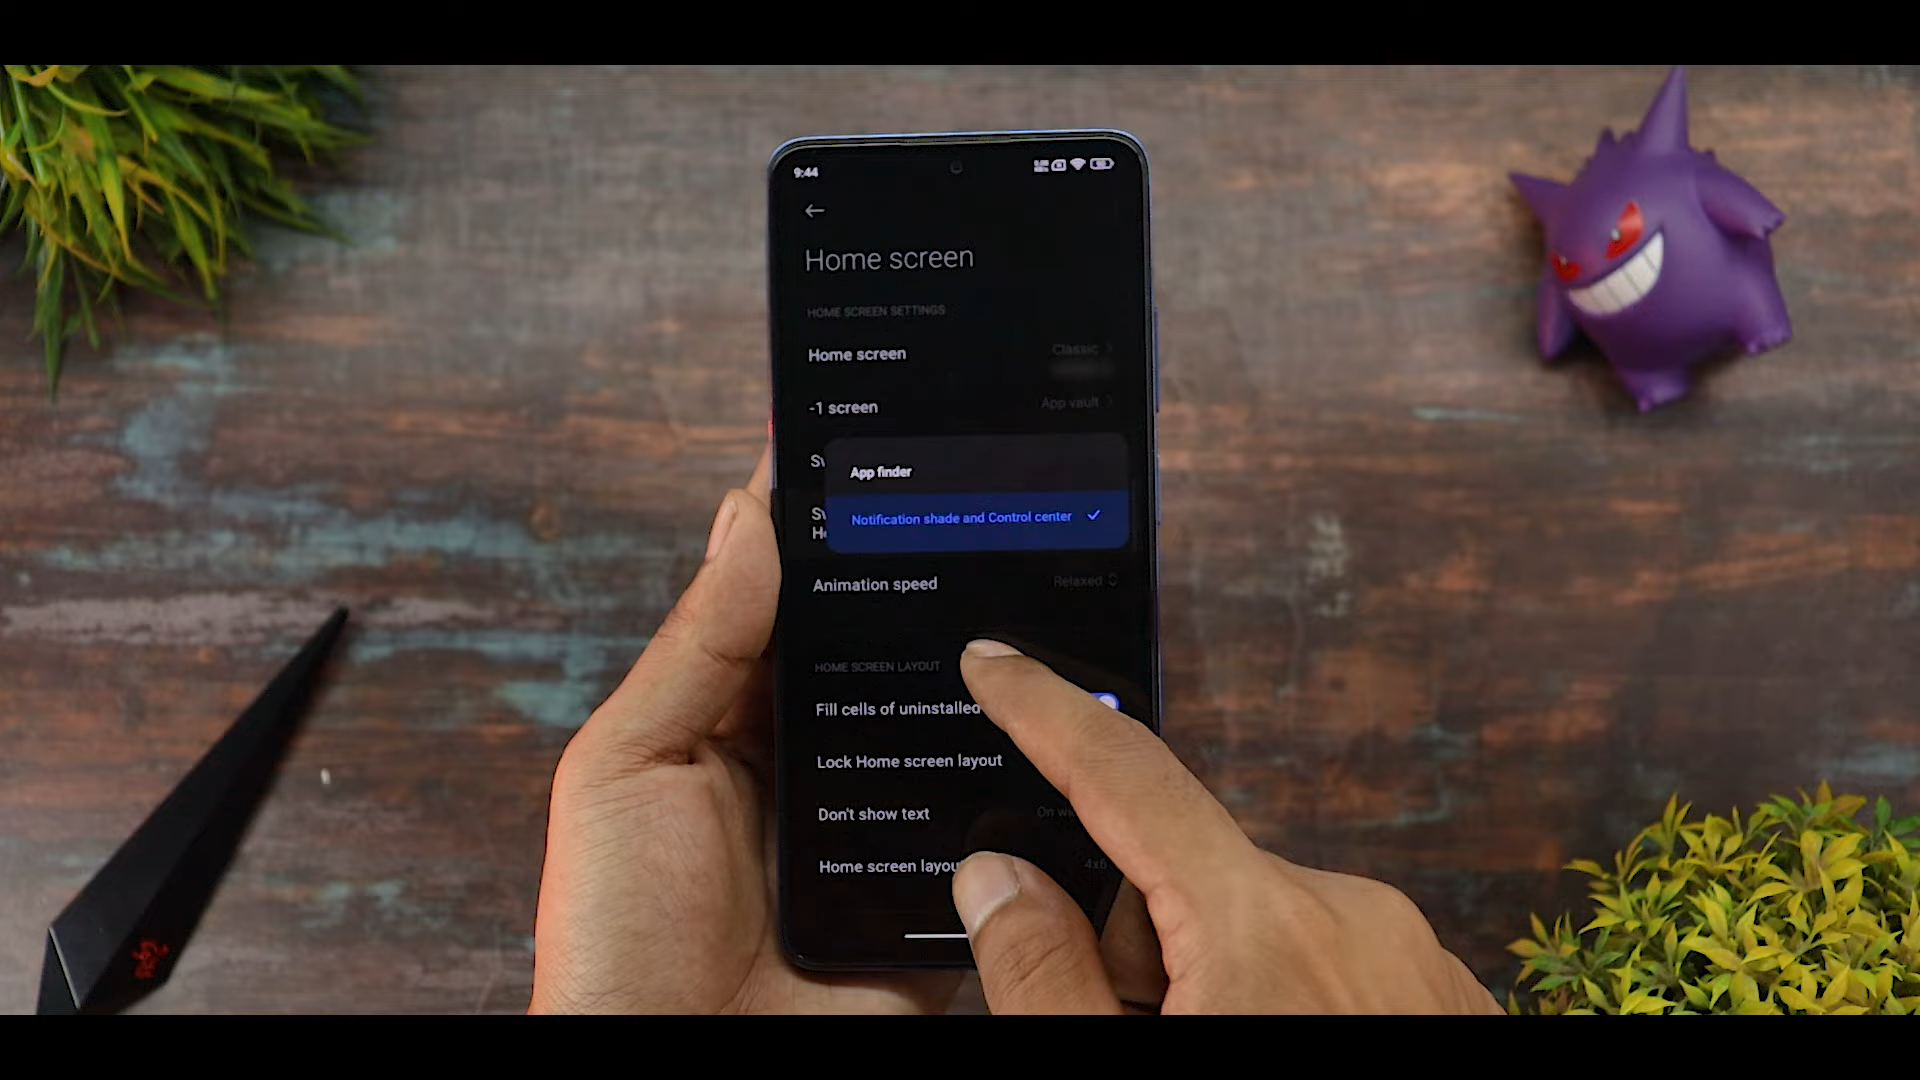 9:44
Home screen
HOME SCREEN SETTINGS
Home screen Classic
-1 screen App vault
App finder
Notification shade and Control center
Animation speed Relaxed
HOME SCREEN LAYOUT
Fill cells of uninstalled
Lock Home screen layout
Don't show text On
Home screen 4x6